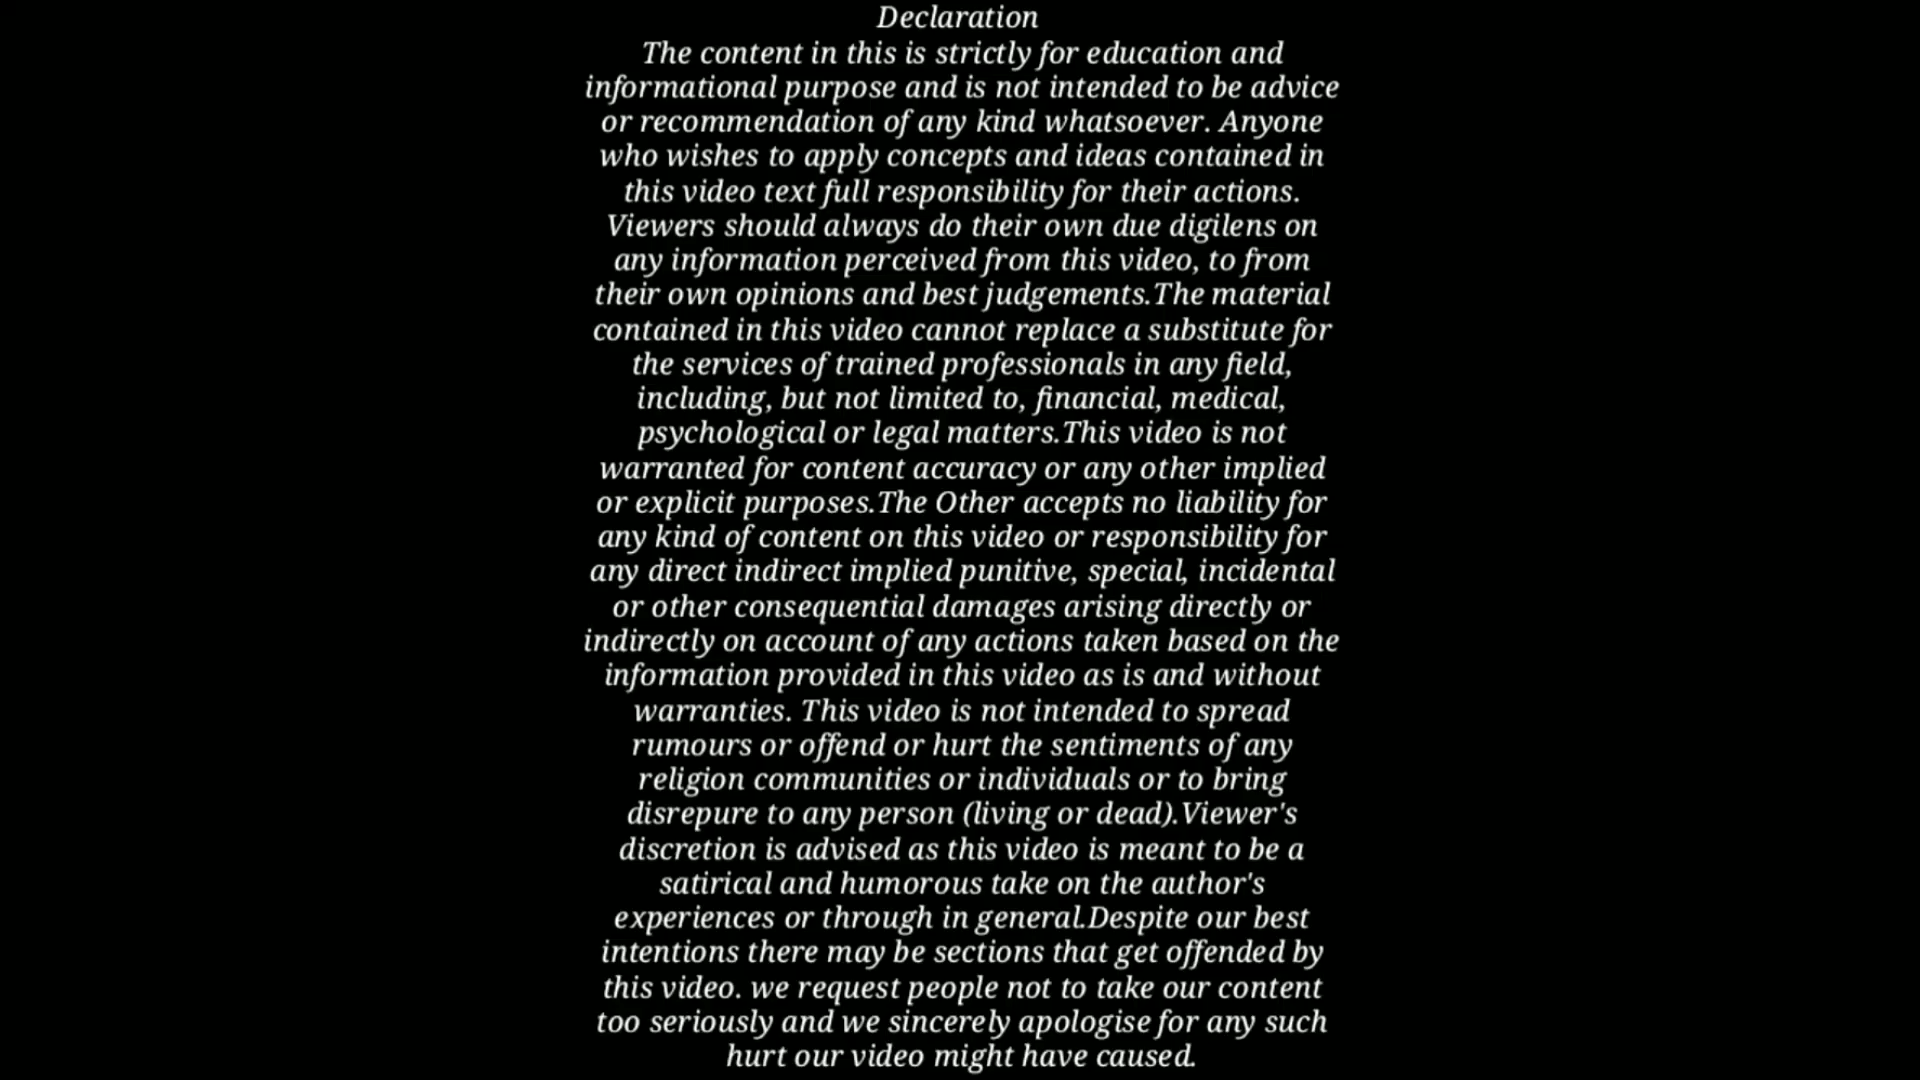 Declaration
The content in this is strictly for education and
informational purpose and is not intended to be advice
or recommendation of any kind whatsoever. Anyone
who wishes to apply concepts and ideas contained in
this video text full responsibility for their actions.
Viewers should always do their own due digilens on
any information perceived from this video, to from
their own opinions and best judgements.The material
contained in this video cannot replace a substitute for
the services of trained professionals in any field,
including, but not limited to, financial, medical,
psychological or legal matters.This video is not
warranted for content accuracy or any other implied
or explicit purposes.The Other accepts no liability for
any kind of content on this video or responsibility for
any direct indirect implied punitive, special, incidental
or other consequential damages arising directly or
indirectly on account of any actions taken based on the
information provided in this video as is and without
warranties. This video is not intended to spread
rumours or offend or hurt the sentiments of any
religion communities or individuals or to bring
disrepure to any person (living or dead).Viewer's
discretion is advised as this video is meant to be a
satirical and humorous take on the author's
experiences or through in general.Despite our best
intentions there may be sections that get offended by
this video. we request people not to take our content
too seriously and we sincerely apologise for any such
hurt our video might have caused.